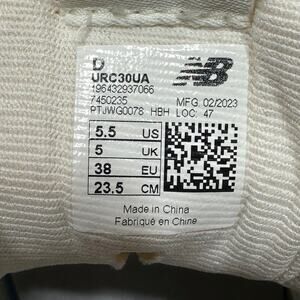 D
URC30UA
196432937066
7450235 MFG. 02/2023
PTJWG0078 HBH LOC: 47
5.5 US
5 UK
38 EU
23.5 CM
Made in China
Fabriqué en Chine